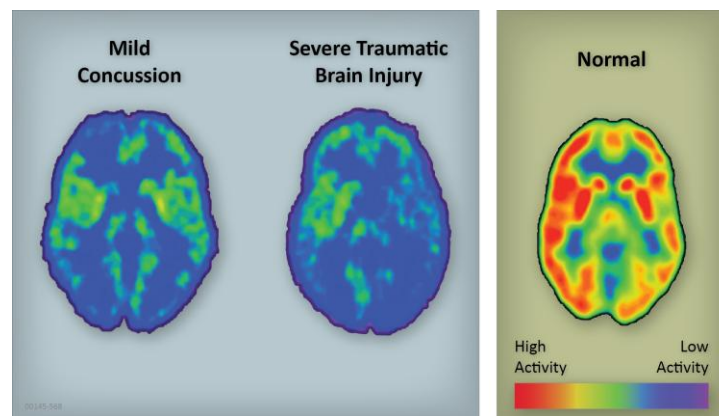 Mild
Concussion
Severe Traumatic
Brain Injury
Normal
High
Activity
Low
Activity